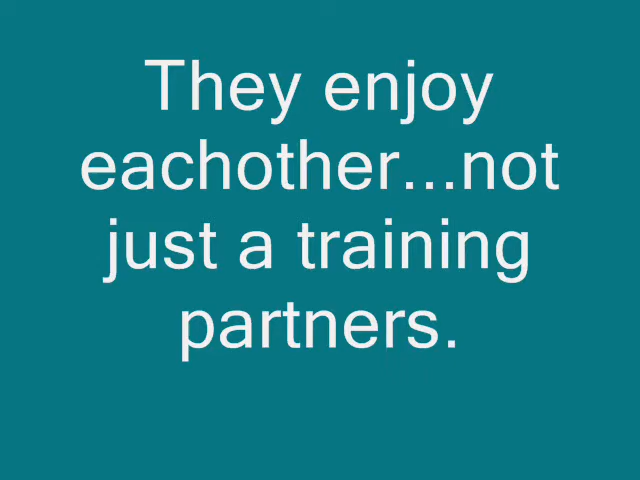 They enjoy
eachother...not
just a training
partners.